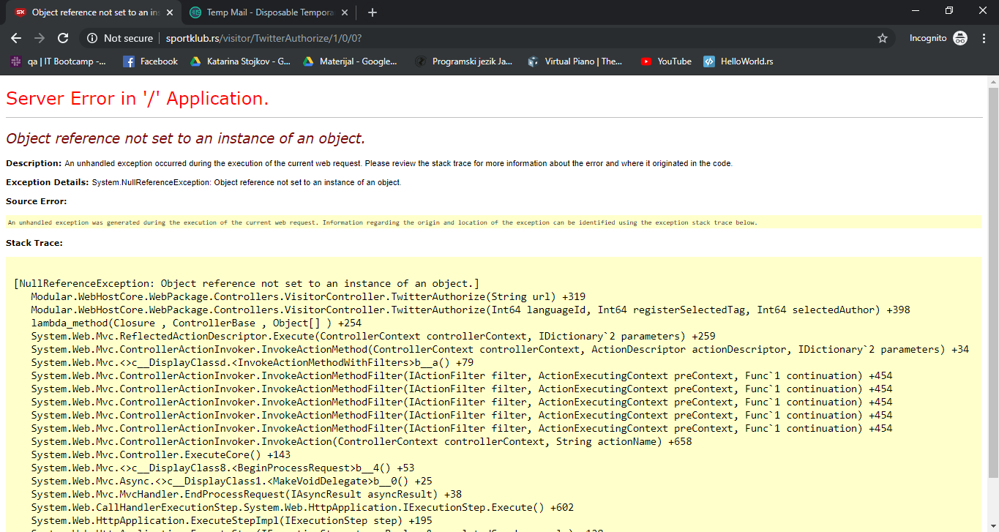 Object reference not set to an ins
Temp Mail - Disposable Tempora
Not secure
sportklub.rs/visitor/TwitterAuthorize/1/0/0?
Incognito
qa | IT Bootcamp -...
Facebook
Katarina Stojkov - G...
Materijal - Google...
Programski jezik Ja...
Virtual Piano | The...
YouTube
HelloWorld.rs
Server Error in '/' Application.
Object reference not set to an instance of an object.
Description: An unhandled exception occurred during the execution of the current web request. Please review the stack trace for more information about the error and where it originated in the code.
Exception Details: System.NullReferenceException: Object reference not set to an instance of an object.
Source Error:
An unhandled exception was generated during the execution of the current web request. Information regarding the origin and location of the exception can be identified using the exception stack trace below.
Stack Trace:
[NullReferenceException: Object reference not set to an instance of an object.]
Modular.WebHostCore.WebPackage.Controllers.VisitorController.TwitterAuthorize(String url) +319
Modular.WebHostCore.WebPackage.Controllers.VisitorController.TwitterAuthorize(Int64 languageId, Int64 registerSelectedTag, Int64 selectedAuthor) +398
lambda_method(Closure , ControllerBase , Object[] ) +254
System.Web.Mvc.ReflectedActionDescriptor.Execute(ControllerContext controllerContext, IDictionary`2 parameters) +259
System.Web.Mvc.ControllerActionInvoker.InvokeActionMethod(ControllerContext controllerContext, ActionDescriptor actionDescriptor, IDictionary`2 parameters) +34
System.Web.Mvc.<>c__DisplayClassd.<InvokeActionMethodWithFilters>b__a() +79
System.Web.Mvc.ControllerActionInvoker.InvokeActionMethodFilter(IActionFilter filter, ActionExecutingContext preContext, Func`1 continuation) +454
System.Web.Mvc.ControllerActionInvoker.InvokeActionMethodFilter(IActionFilter filter, ActionExecutingContext preContext, Func`1 continuation) +454
System.Web.Mvc.ControllerActionInvoker.InvokeActionMethodFilter(IActionFilter filter, ActionExecutingContext preContext, Func`1 continuation) +454
System.Web.Mvc.ControllerActionInvoker.InvokeActionMethodFilter(IActionFilter filter, ActionExecutingContext preContext, Func`1 continuation) +454
System.Web.Mvc.ControllerActionInvoker.InvokeActionMethodFilter(IActionFilter filter, ActionExecutingContext preContext, Func`1 continuation) +454
System.Web.Mvc.ControllerActionInvoker.InvokeAction(ControllerContext controllerContext, String actionName) +658
System.Web.Mvc.Controller.ExecuteCore() +143
System.Web.Mvc.<>c__DisplayClass8.<BeginProcessRequest>b__4() +53
System.Web.Mvc.Async.<>c__DisplayClass1.<MakeVoidDelegate>b__0() +25
System.Web.Mvc.MvcHandler.EndProcessRequest(IAsyncResult asyncResult) +38
System.Web.CallHandlerExecutionStep.System.Web.HttpApplication.IExecutionStep.Execute() +602
System.Web.HttpApplication.ExecuteStepImpl(IExecutionStep step) +195